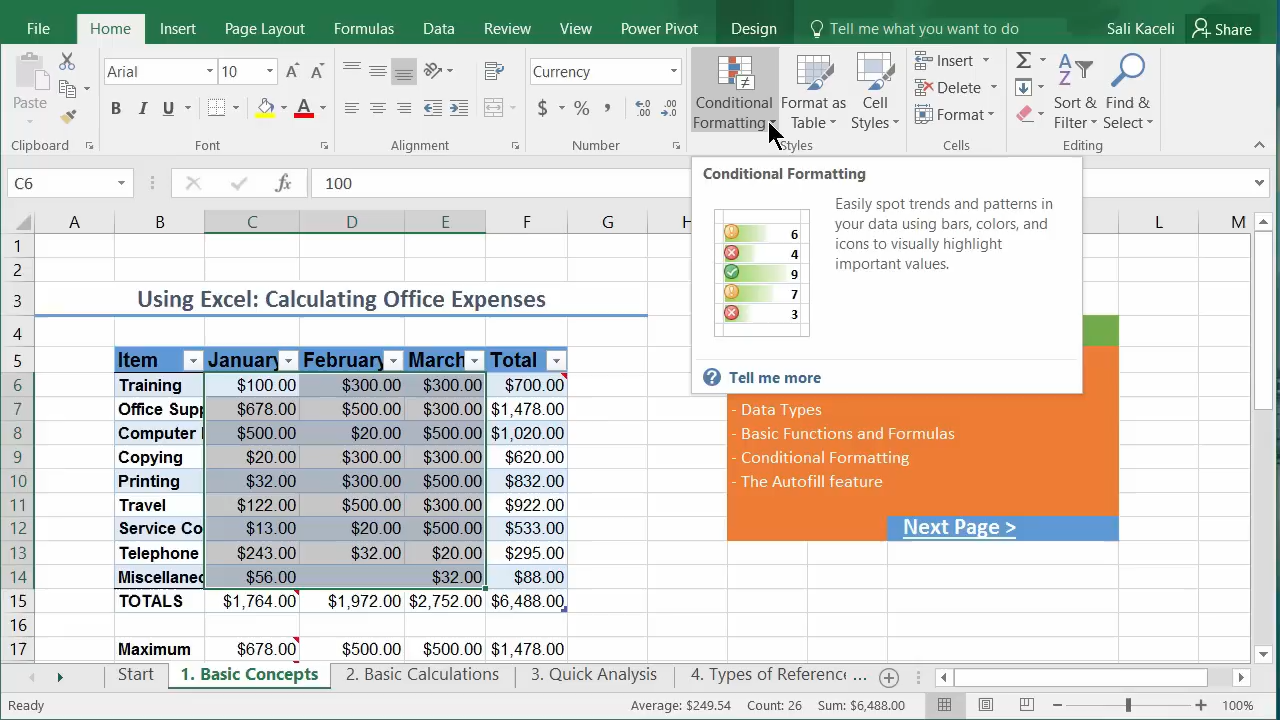 File Home Insert Page Layout Formulas Data Review View Power Pivot Design Tell me what you want to do Sali Kaceli Share
Paste
Arial 10
B I U A
Currency
$ % ,
Conditional Formatting
Format as Table
Cell Styles
Insert
Delete
Format
Sort & Filter
Find & Select
Clipboard Font Alignment Number Styles Cells Editing
C6 fx 100
Conditional Formatting
Easily spot trends and patterns in
your data using bars, colors, and
icons to visually highlight
important values.
6
4
9
7
3
Tell me more
A B C D E F G H L M
1
2
3 Using Excel: Calculating Office Expenses
4
5 Item January February March Total
6 Training $100.00 $300.00 $300.00 $700.00
7 Office Supp $678.00 $500.00 $300.00 $1,478.00
8 Computer $500.00 $20.00 $500.00 $1,020.00
9 Copying $20.00 $300.00 $300.00 $620.00
10 Printing $32.00 $300.00 $500.00 $832.00
11 Travel $122.00 $500.00 $300.00 $922.00
12 Service Co $13.00 $20.00 $500.00 $533.00
13 Telephone $243.00 $32.00 $20.00 $295.00
14 Miscellanec $56.00 $32.00 $88.00
15 TOTALS $1,764.00 $1,972.00 $2,752.00 $6,488.00
16
17 Maximum $678.00 $500.00 $500.00 $1,478.00
- Data Types
- Basic Functions and Formulas
- Conditional Formatting
- The Autofill feature
Next Page >
Start 1. Basic Concepts 2. Basic Calculations 3. Quick Analysis 4. Types of Reference ...
Ready Average: $249.54 Count: 26 Sum: $6,488.00 100%